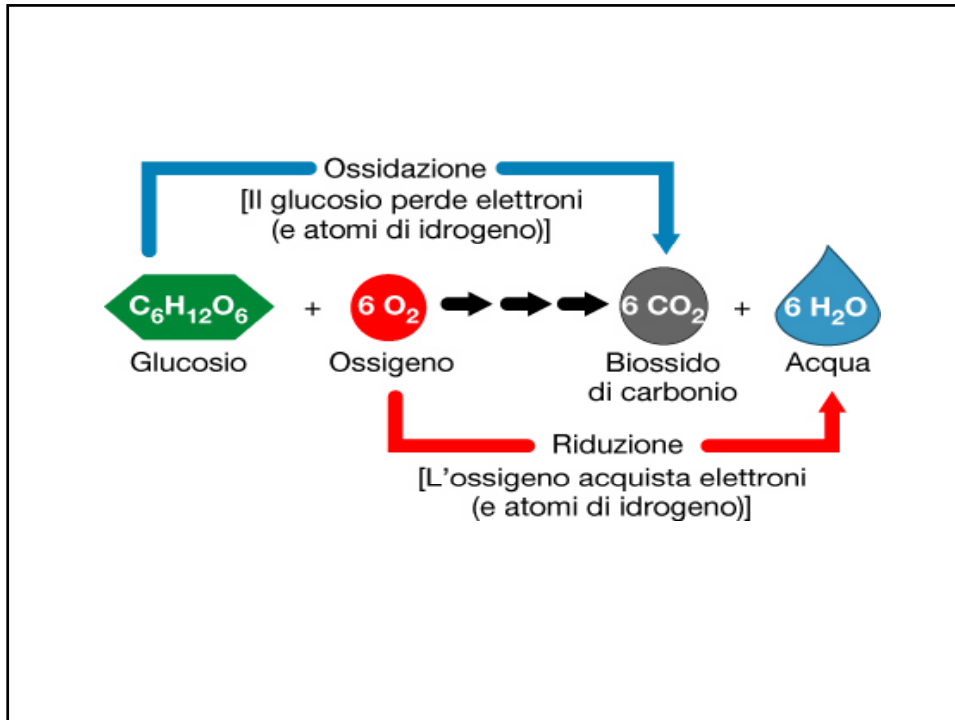 Ossidazione
[Il glucosio perde elettroni
(e atomi di idrogeno)]
C₆H₁₂O₆ + 6 O₂ 6 CO₂ + 6 H₂O
Glucosio Ossigeno Biossido di carbonio Acqua
Riduzione
[L'ossigeno acquista elettroni
(e atomi di idrogeno)]